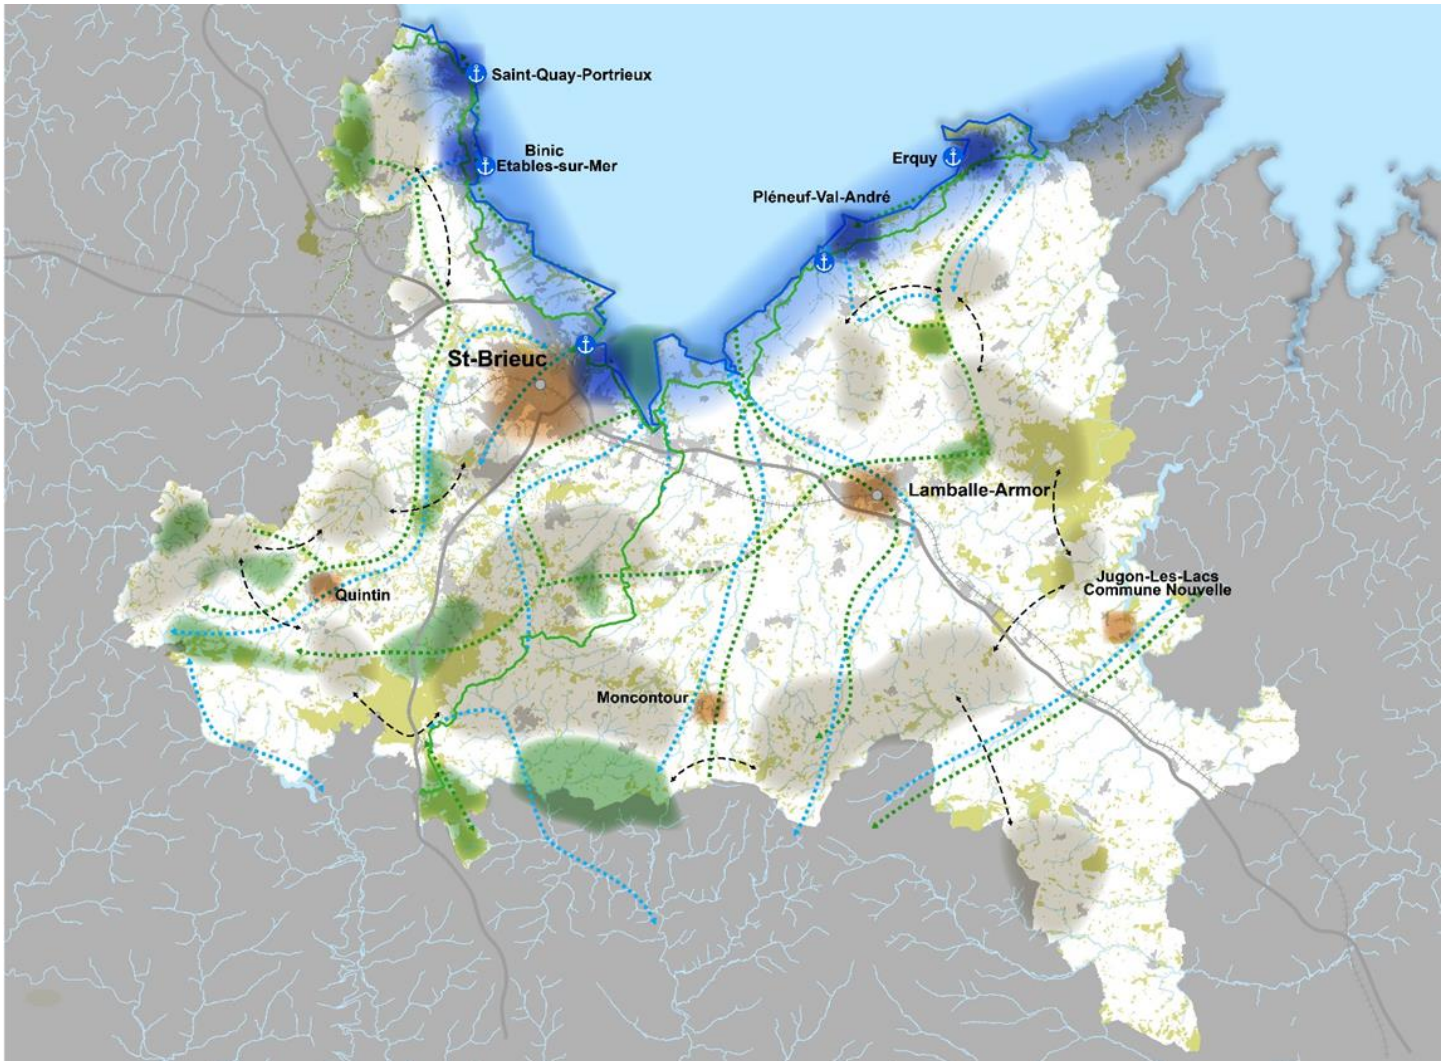 Saint-Quay-Portrieux
Binic
Etables-sur-Mer
Erquy
Pléneuf-Val-André
St-Brieuc
Lamballe-Armor
Jugon-Les-Lacs
Commune Nouvelle
Quintin
Moncontour